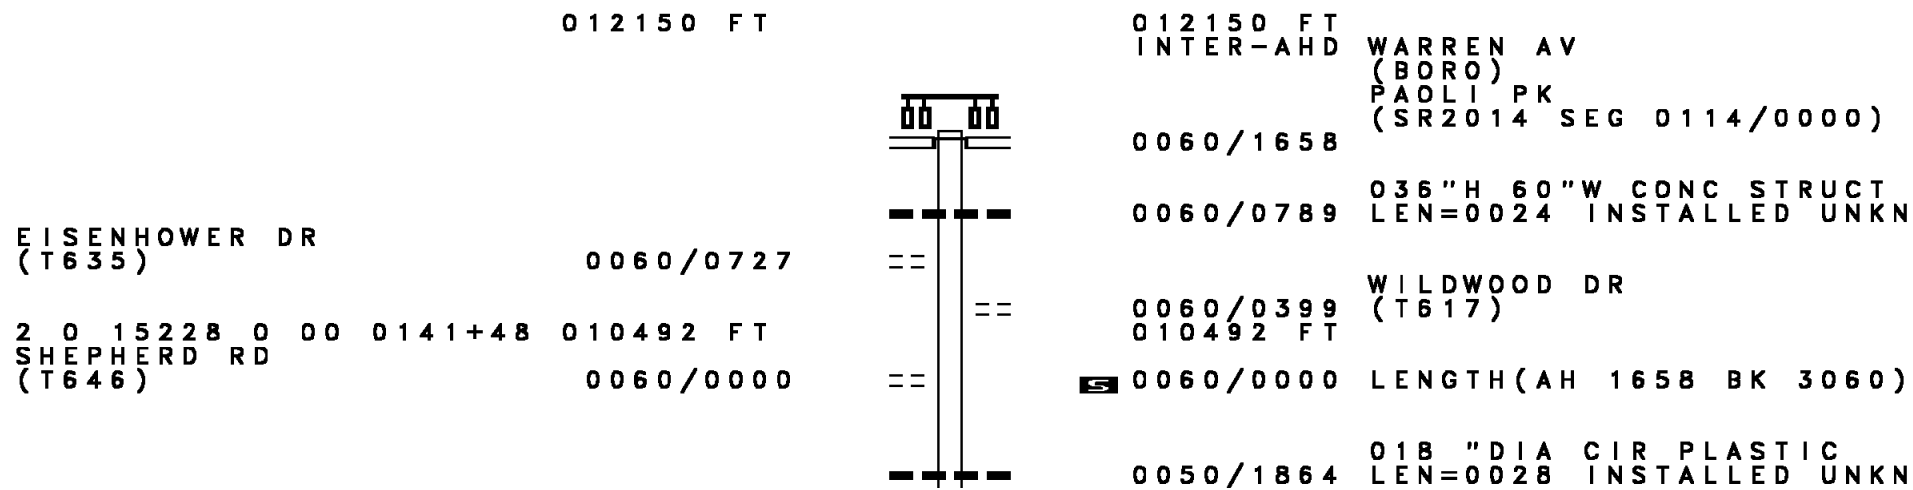 012150 FT 012150 FT
INTER-AHD WARREN AV
(BORO)
PAOLI PK
(SR2014 SEG 0114/0000)
0060/1658
036"H 60"W CONC STRUCT
0060/0789 LEN=0024 INSTALLED UNKN
EISENHOWER DR
(T635) 0060/0727
WILDWOOD DR
0060/0399 (T617)
2 0 15228 0 00 0141+48 010492 FT 010492 FT
SHEPHERD RD
(T646) 0060/0000 S 0060/0000 LENGTH(AH 1658 BK 3060)
018 "DIA CIR PLASTIC
0050/1864 LEN=0028 INSTALLED UNKN